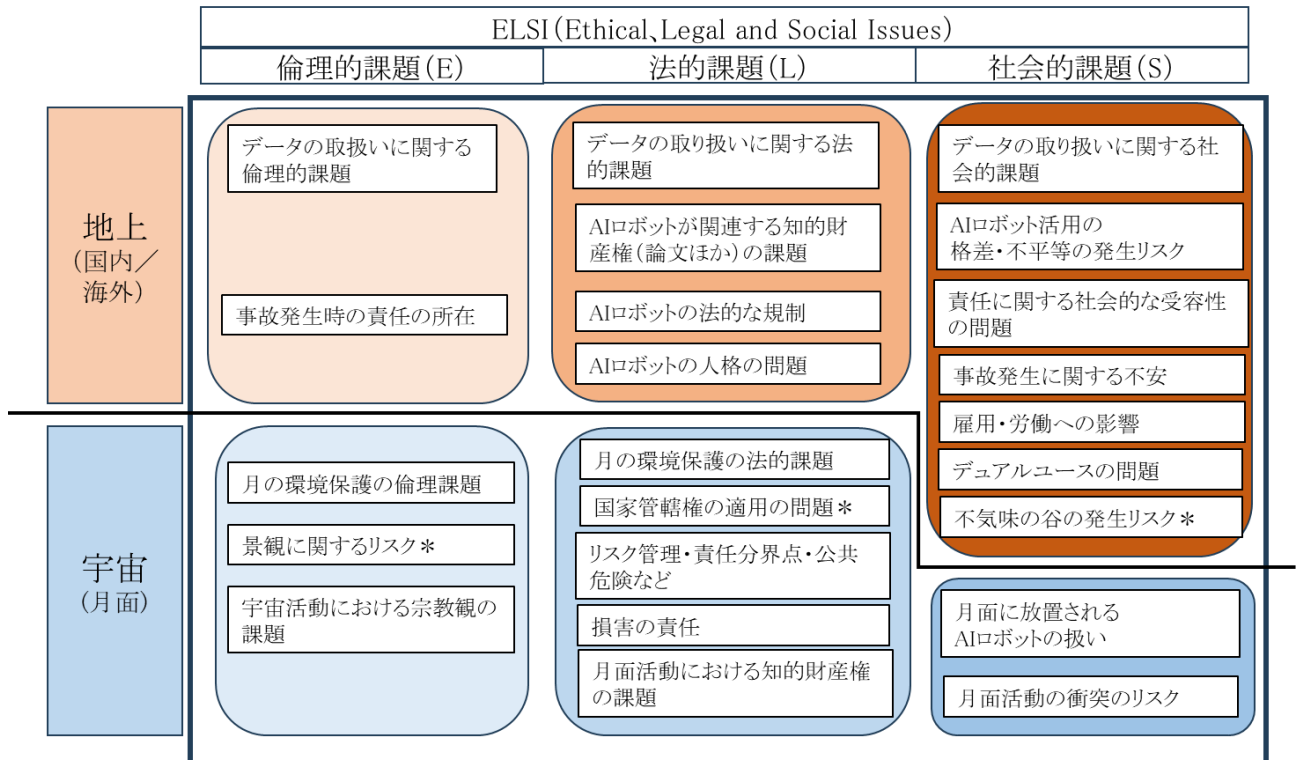 ELSI(Ethical、Legal and Social Issues)
倫理的課題(E)
法的課題(L)
社会的課題(S)
地上
(国内／
海外)
データの取扱いに関する
倫理的課題
事故発生時の責任の所在
データの取り扱いに関する法
的課題
AIロボットが関連する知的財
産権(論文ほか)の課題
AIロボットの法的な規制
AIロボットの人格の問題
データの取り扱いに関する社
会的課題
AIロボット活用の
格差・不平等の発生リスク
責任に関する社会的な受容性
の問題
事故発生に関する不安
雇用・労働への影響
デュアルユースの問題
不気味の谷の発生リスク＊
宇宙
(月面)
月の環境保護の倫理課題
景観に関するリスク＊
宇宙活動における宗教観の
課題
月の環境保護の法的課題
国家管轄権の適用の問題＊
リスク管理・責任分界点・公共
危険など
損害の責任
月面活動における知的財産権
の課題
月面に放置される
AIロボットの扱い
月面活動の衝突のリスク